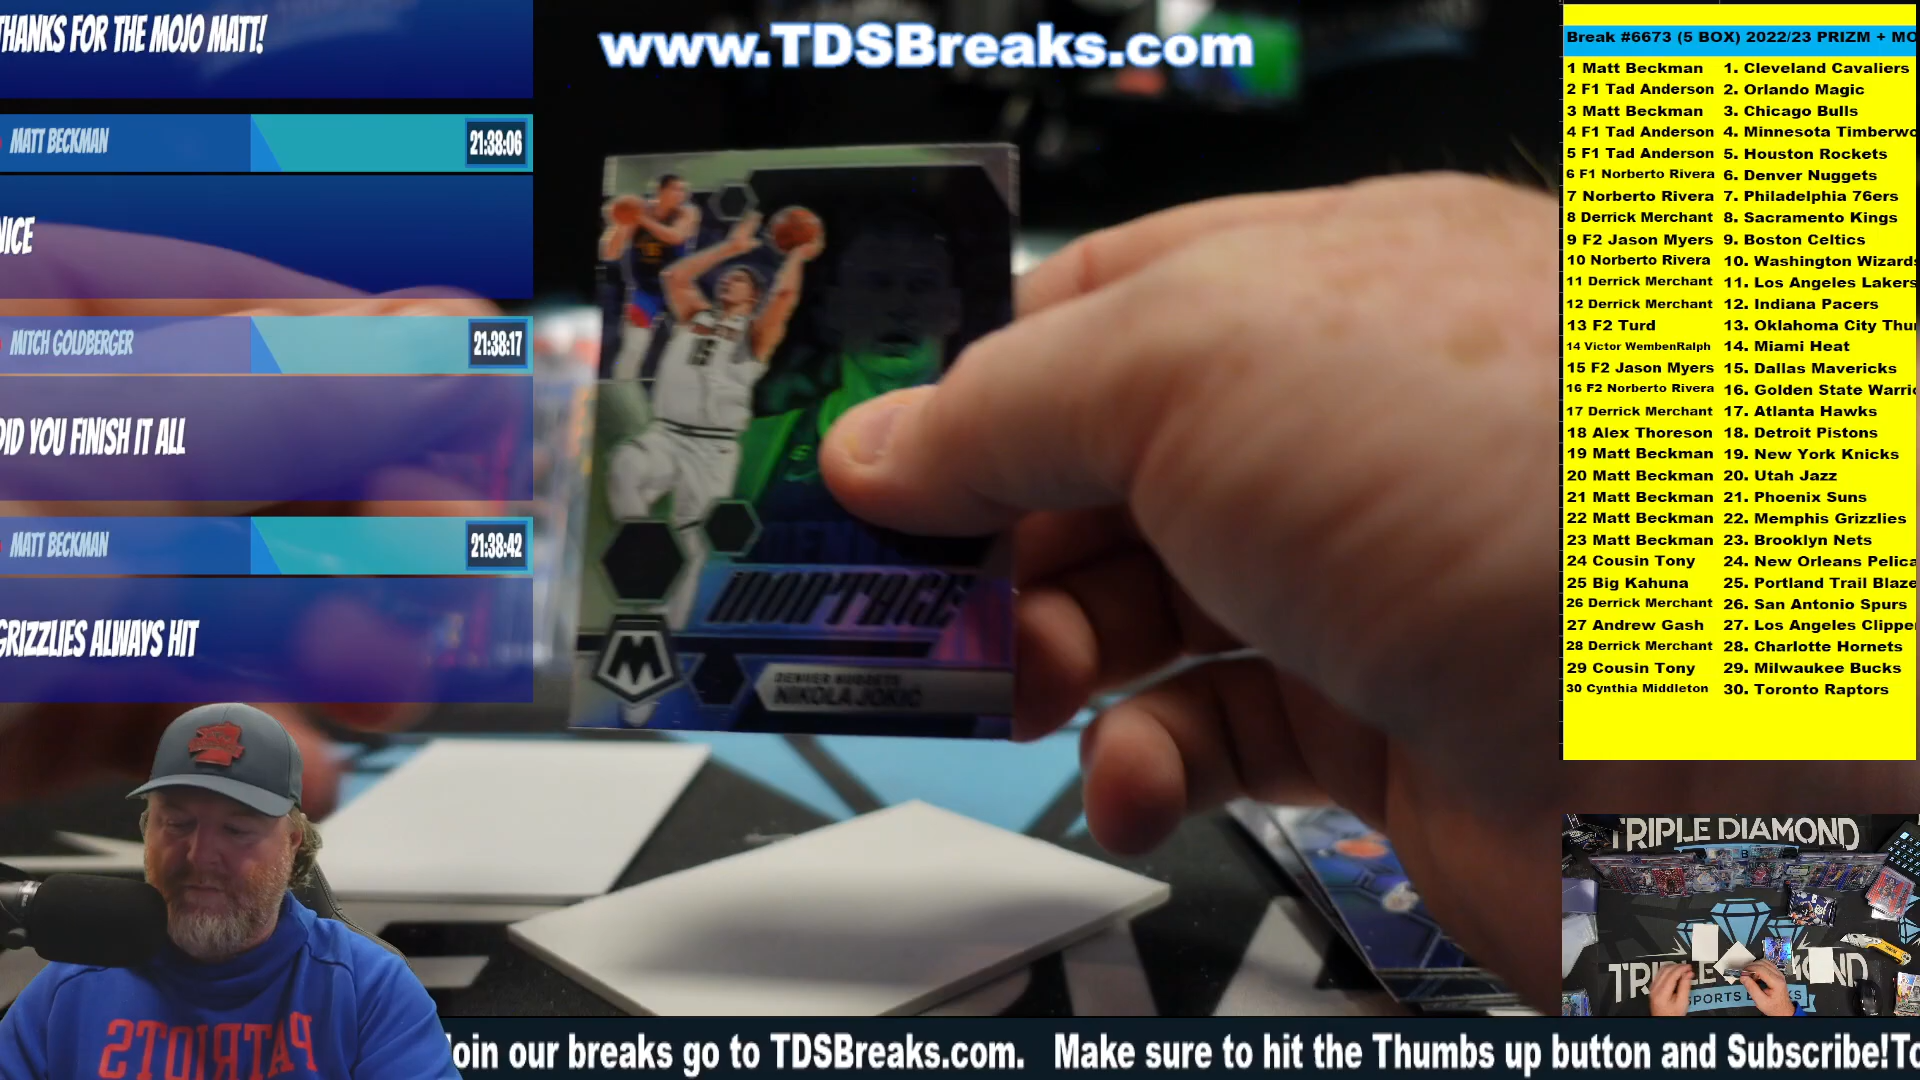 THANKS FOR THE MOJO MATT!
MATT BECKMAN
21:38:06
NICE
MITCH GOLDBERGER
21:38:17
DID YOU FINISH IT ALL
MATT BECKMAN
21:38:42
GRIZZLIES ALWAYS HIT
www.TDSBreaks.com
15
MONTAGE
M
DENVER NUGGETS
NIKOLA JOKIC
Break #6673 (5 BOX) 2022/23 PRIZM + MO
1 Matt Beckman 1. Cleveland Cavaliers
2 F1 Tad Anderson 2. Orlando Magic
3 Matt Beckman 3. Chicago Bulls
4 F1 Tad Anderson 4. Minnesota Timberwo
5 F1 Tad Anderson 5. Houston Rockets
6 F1 Norberto Rivera 6. Denver Nuggets
7 Norberto Rivera 7. Philadelphia 76ers
8 Derrick Merchant 8. Sacramento Kings
9 F2 Jason Myers 9. Boston Celtics
10 Norberto Rivera 10. Washington Wizards
11 Derrick Merchant 11. Los Angeles Lakers
12 Derrick Merchant 12. Indiana Pacers
13 F2 Turd 13. Oklahoma City Thu
14 Victor WembenRalph 14. Miami Heat
15 F2 Jason Myers 15. Dallas Mavericks
16 F2 Norberto Rivera 16. Golden State Warrio
17 Derrick Merchant 17. Atlanta Hawks
18 Alex Thoreson 18. Detroit Pistons
19 Matt Beckman 19. New York Knicks
20 Matt Beckman 20. Utah Jazz
21 Matt Beckman 21. Phoenix Suns
22 Matt Beckman 22. Memphis Grizzlies
23 Matt Beckman 23. Brooklyn Nets
24 Cousin Tony 24. New Orleans Pelica
25 Big Kahuna 25. Portland Trail Blaze
26 Derrick Merchant 26. San Antonio Spurs
27 Andrew Gash 27. Los Angeles Clippe
28 Derrick Merchant 28. Charlotte Hornets
29 Cousin Tony 29. Milwaukee Bucks
30 Cynthia Middleton 30. Toronto Raptors
TRIPLE DIAMOND
TRIPLE DIAMOND
SPORTS BREAKS
PATRIOTS
Join our breaks go to TDSBreaks.com. Make sure to hit the Thumbs up button and Subscribe!To